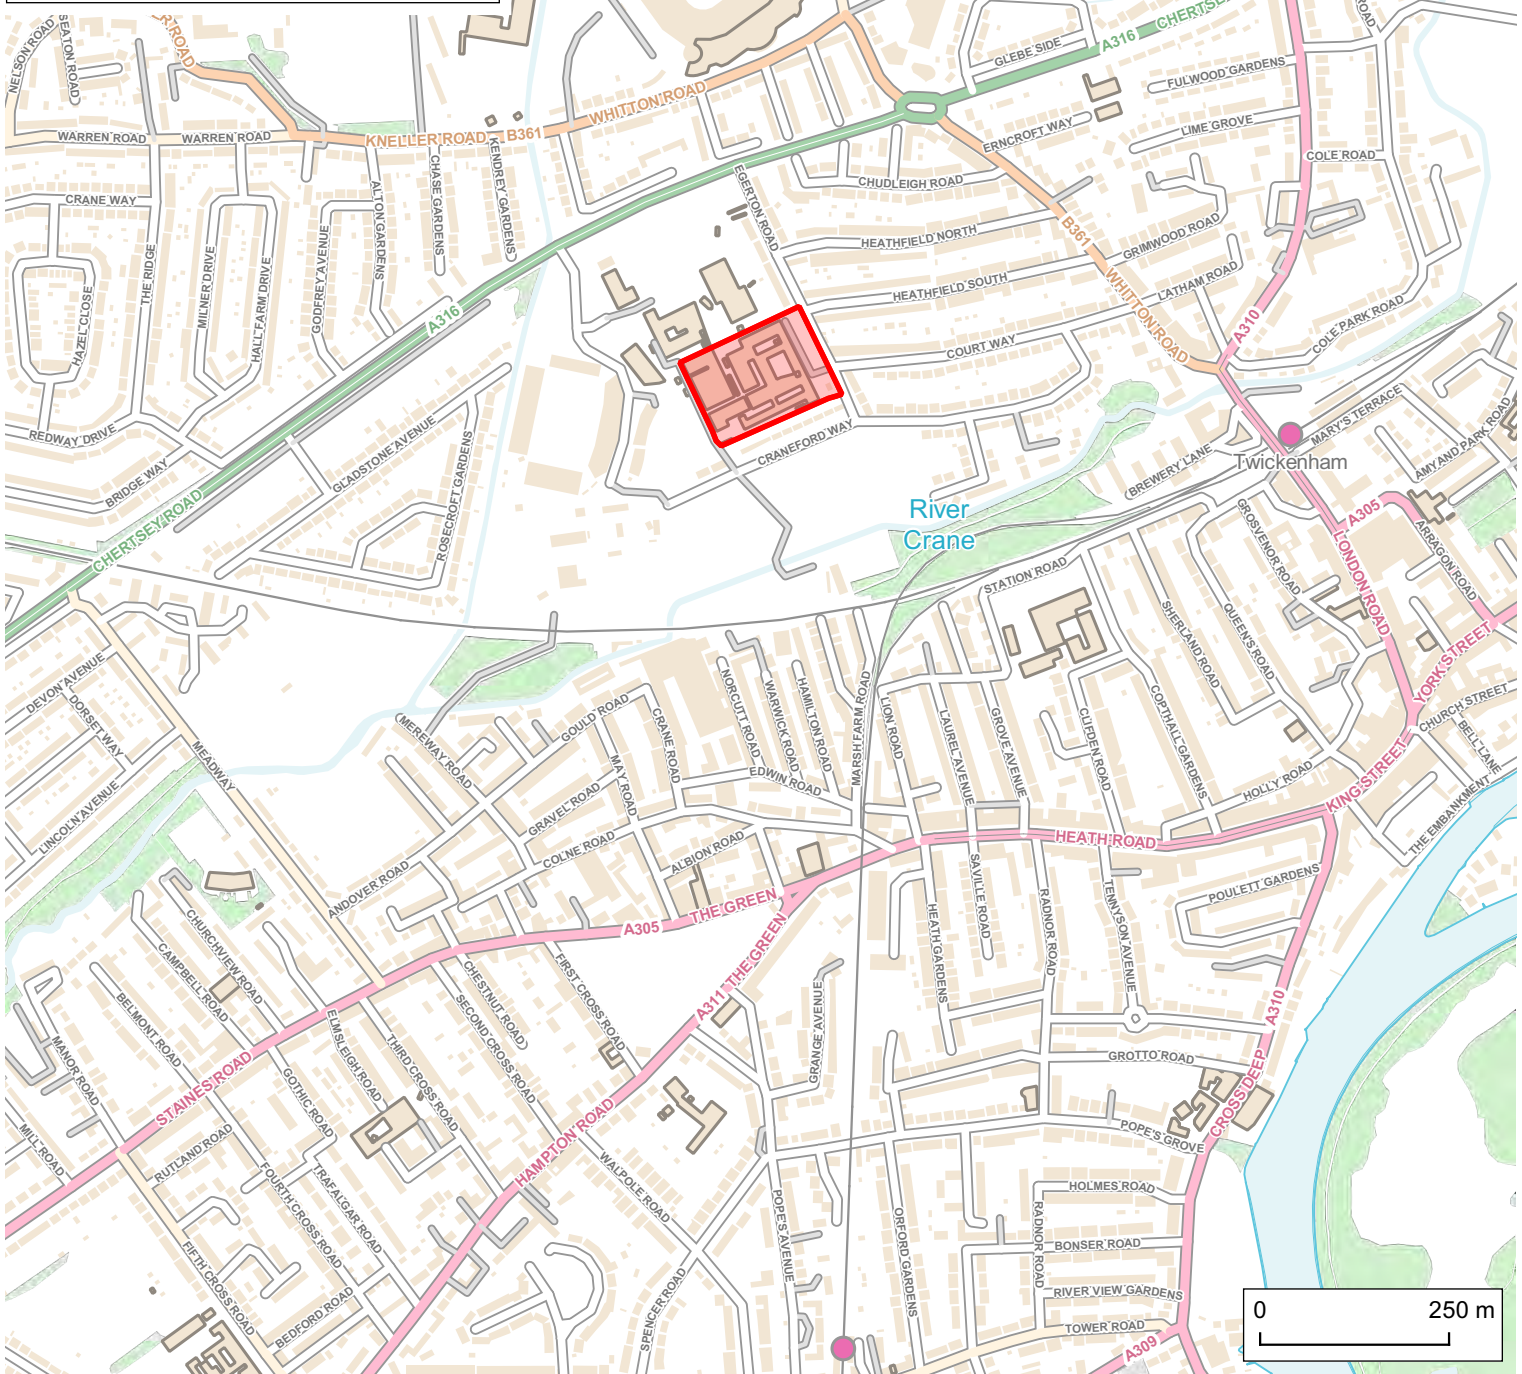 NELSON ROAD
SEATON ROAD
ER ROAD
WARREN ROAD
WARREN ROAD
KNELLER ROAD
B361
WHITTON ROAD
CHASE GARDENS
KENDREY GARDENS
ALTON GARDENS
GODFREY AVENUE
CRANE WAY
THE RIDGE
MILNER DRIVE
HALL FARM DRIVE
HAZEL CLOSE
REDWAY DRIVE
BRIDGE WAY
A316
GLADSTONE AVENUE
ROSECROFT GARDENS
CHERTSEY ROAD
GLEBE SIDE
A316
CHERTSEY
ROAD
FULWOOD GARDENS
LIME GROVE
ERNCROFT WAY
COLE ROAD
CHUDLEIGH ROAD
EGERTON ROAD
HEATHFIELD NORTH
HEATHFIELD SOUTH
B361
GRIMWOOD ROAD
LATHAM ROAD
WHITTON ROAD
COURT WAY
A310
COLE PARK ROAD
CRANEFORD WAY
MARY'S TERRACE
Twickenham
BREWERY LANE
AMYAND PARK ROAD
River
Crane
GROSVENOR ROAD
A305
ARRAGON ROAD
LONDON ROAD
STATION ROAD
SHERLAND ROAD
QUEEN'S ROAD
YORK STREET
CHURCH STREET
BELL LANE
DEVON AVENUE
DORSET WAY
LINCOLN AVENUE
MEADWAY
MEREWAY ROAD
GOULD ROAD
CRANE ROAD
MAY ROAD
NORCUTT ROAD
WARWICK ROAD
HAMILTON ROAD
MARSH FARM ROAD
LION ROAD
LAUREL AVENUE
GROVE AVENUE
CLIFDEN ROAD
COPTHALL GARDENS
HOLLY ROAD
KING STREET
THE EMBANKMENT
EDWIN ROAD
GRAVEL ROAD
COLNE ROAD
ALBION ROAD
HEATH ROAD
ANDOVER ROAD
A305
THE GREEN
A311
THE GREEN
HEATH GARDENS
SAVILLE ROAD
RADNOR ROAD
TENNYSON AVENUE
POULETT GARDENS
A310
CHURCHVIEW ROAD
CAMPBELL ROAD
BELMONT ROAD
MANOR ROAD
MILL ROAD
STAINES ROAD
ELMSLEIGH ROAD
GOTHIC ROAD
THIRD CROSS ROAD
SECOND CROSS ROAD
CHESTNUT ROAD
FIRST CROSS ROAD
GRANGE AVENUE
GROTTO ROAD
CROSS DEEP
POPE'S GROVE
HAMPTON ROAD
RUTLAND ROAD
FOURTH CROSS ROAD
TRAFALGAR ROAD
FIFTH CROSS ROAD
BEDFORD ROAD
WALPOLE ROAD
SPENCER ROAD
POPE'S AVENUE
ORFORD GARDENS
HOLMES ROAD
RADNOR ROAD
BONSER ROAD
RIVER VIEW GARDENS
TOWER ROAD
A309
0
250 m